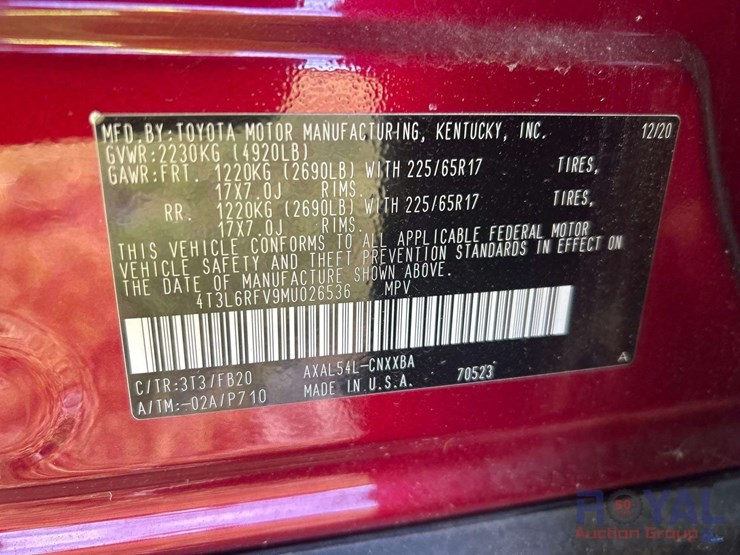 MFD.BY:TOYOTA MOTOR MANUFACTURING, KENTUCKY, INC. 12/20
GVWR:2230KG (4920LB)
GAWR:FRT. 1220KG (2690LB) WITH 225/65R17 TIRES,
17X7.0J RIMS.
RR. 1220KG (2690LB) WITH 225/65R17 TIRES,
17X7.0J RIMS.
THIS VEHICLE CONFORMS TO ALL APPLICABLE FEDERAL MOTOR
VEHICLE SAFETY AND THEFT PREVENTION STANDARDS IN EFFECT ON
THE DATE OF MANUFACTURE SHOWN ABOVE.
4T3L6RFV9MU026536 MPV
C/TR:3T3/FB20 AXAL54L-CNXXBA
A/TM:-02A/P710 MADE IN U.S.A. 70523 A
ROYAL
Auction Group